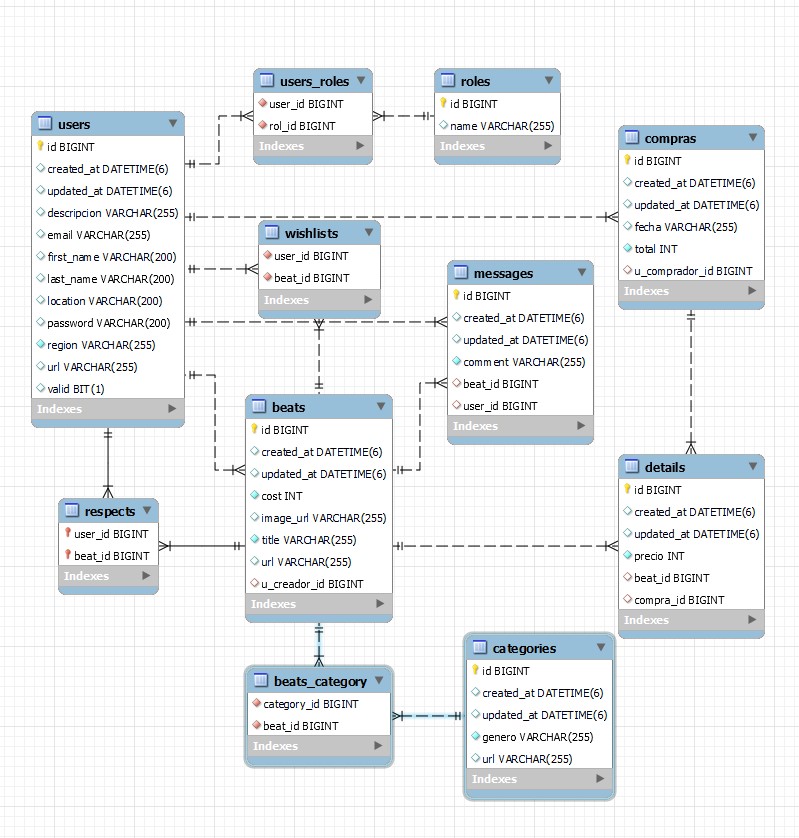 users
id BIGINT
created_at DATETIME(6)
updated_at DATETIME(6)
descripcion VARCHAR(255)
email VARCHAR(255)
first_name VARCHAR(200)
last_name VARCHAR(200)
location VARCHAR(200)
password VARCHAR(200)
region VARCHAR(255)
url VARCHAR(255)
valid BIT(1)
Indexes
users_roles
user_id BIGINT
rol_id BIGINT
Indexes
roles
id BIGINT
name VARCHAR(255)
Indexes
compras
id BIGINT
created_at DATETIME(6)
updated_at DATETIME(6)
fecha VARCHAR(255)
total INT
u_comprador_id BIGINT
Indexes
wishlists
user_id BIGINT
beat_id BIGINT
Indexes
messages
id BIGINT
created_at DATETIME(6)
updated_at DATETIME(6)
comment VARCHAR(255)
beat_id BIGINT
user_id BIGINT
Indexes
beats
id BIGINT
created_at DATETIME(6)
updated_at DATETIME(6)
cost INT
image_url VARCHAR(255)
title VARCHAR(255)
url VARCHAR(255)
u_creador_id BIGINT
Indexes
details
id BIGINT
created_at DATETIME(6)
updated_at DATETIME(6)
precio INT
beat_id BIGINT
compra_id BIGINT
Indexes
respects
user_id BIGINT
beat_id BIGINT
Indexes
beats_category
category_id BIGINT
beat_id BIGINT
Indexes
categories
id BIGINT
created_at DATETIME(6)
updated_at DATETIME(6)
genero VARCHAR(255)
url VARCHAR(255)
Indexes